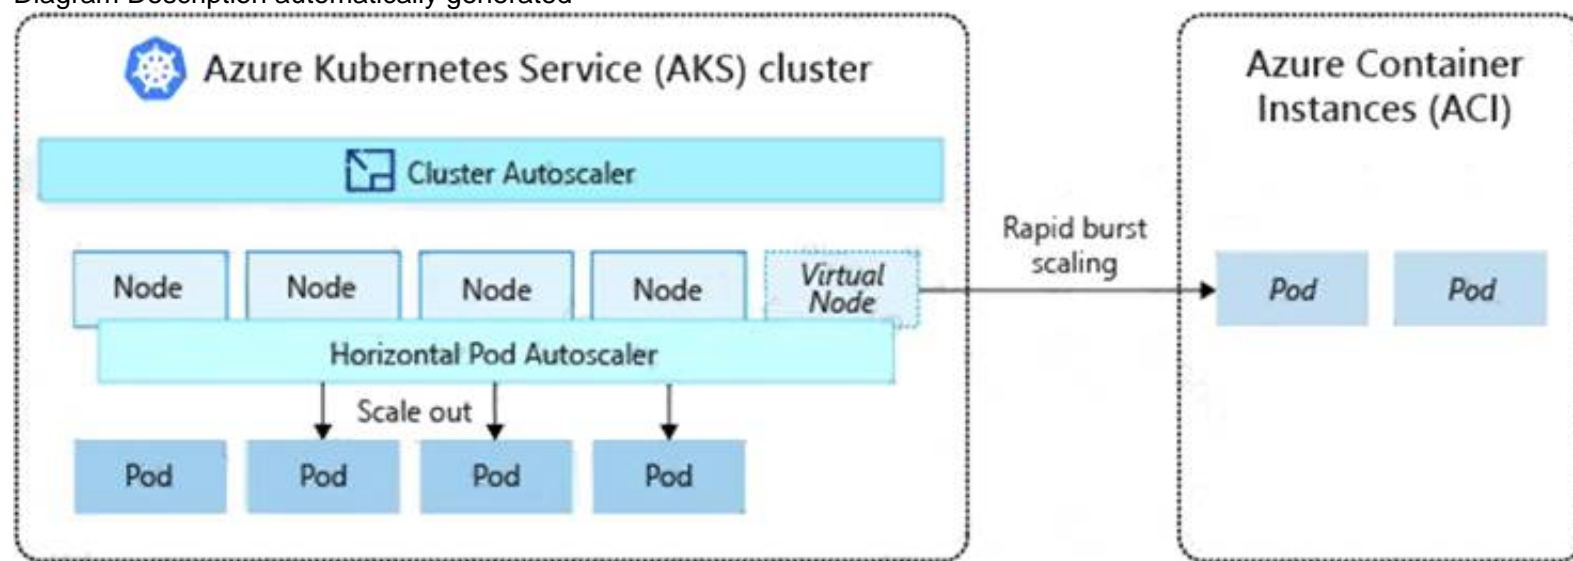 Diagram Description automatically generated
Azure Kubernetes Service (AKS) cluster
Azure Container
Instances (ACI)
Cluster Autoscaler
Node
Node
Node
Node
Virtual
Node
Rapid burst
scaling
Pod
Pod
Horizontal Pod Autoscaler
Scale out
Pod
Pod
Pod
Pod